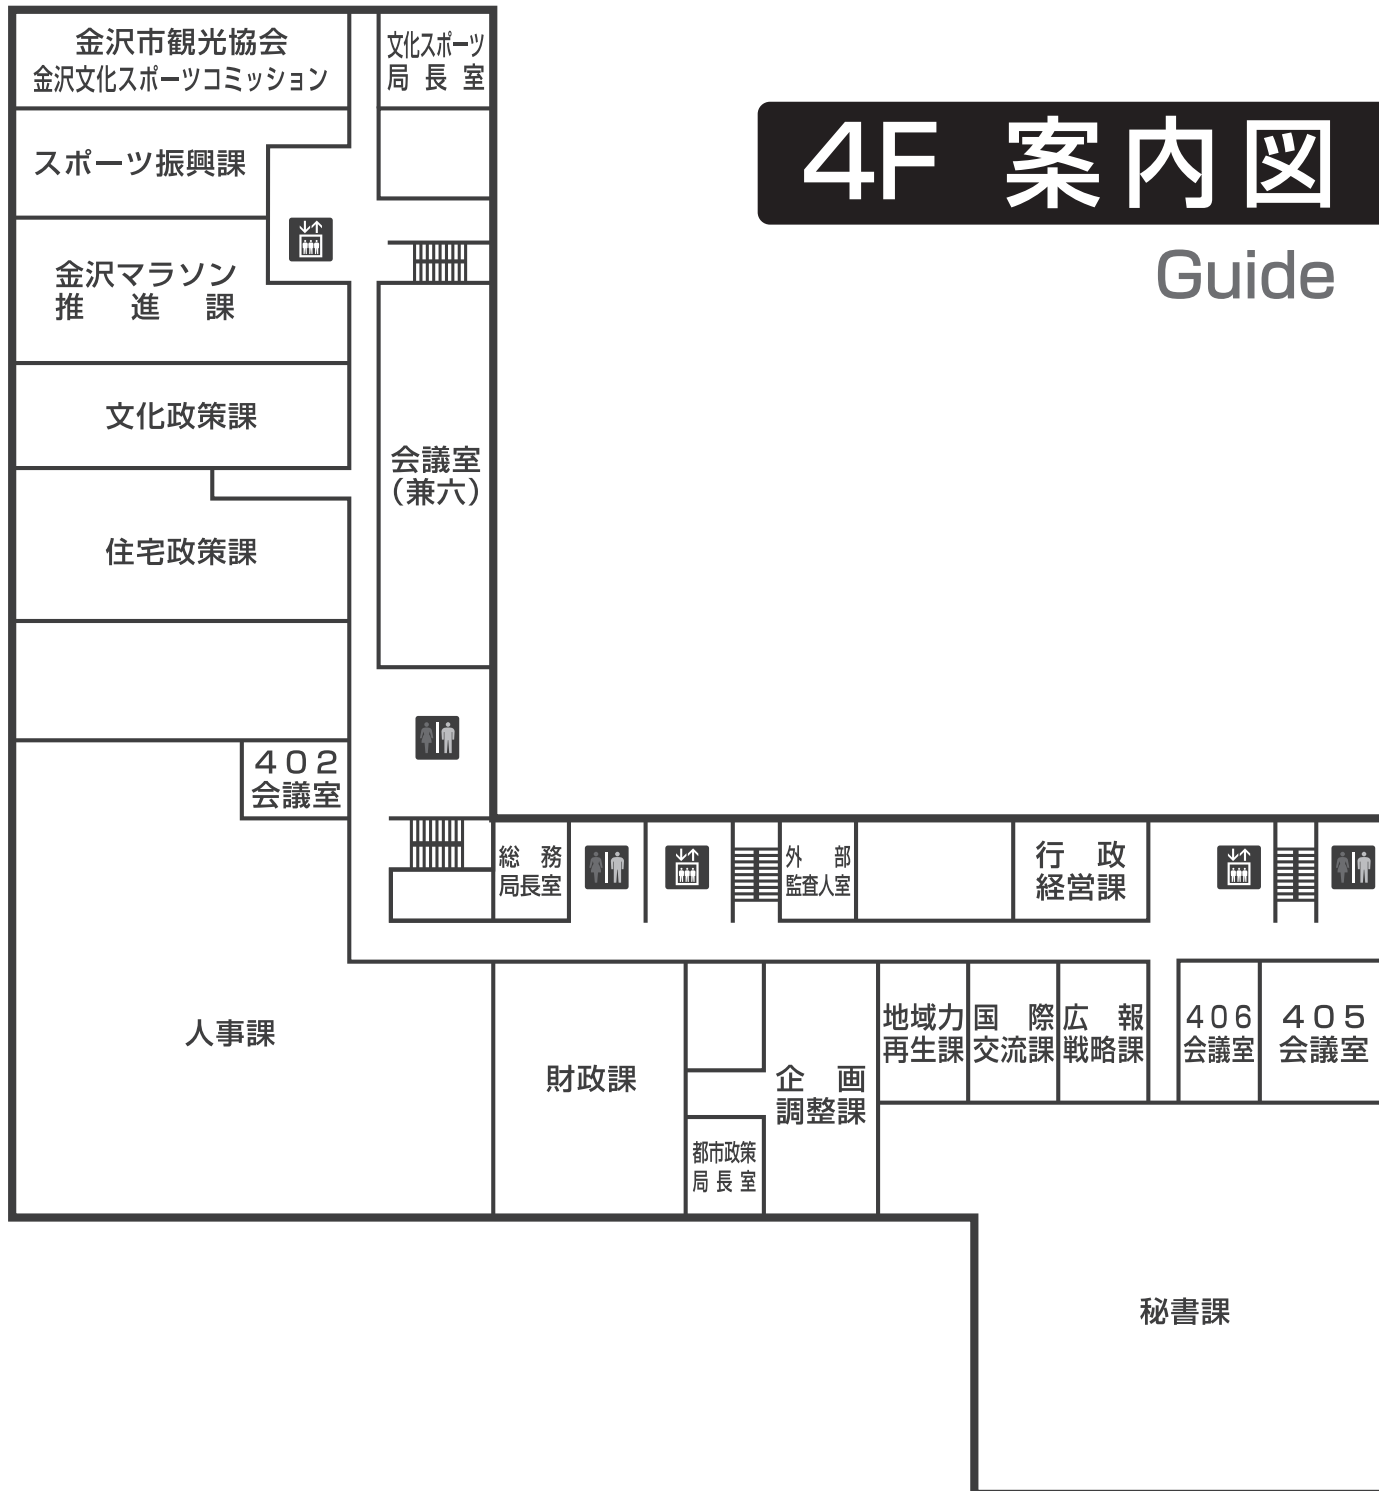 金沢市観光協会
金沢文化スポーツコミッション
文化スポーツ
局長室
4F 案内図
Guide
スポーツ振興課
金沢マラソン
推進課
文化政策課
会議室
(兼六)
住宅政策課
402
会議室
総務
局長室
外部
監査人室
行政
経営課
人事課
財政課
都市政策
局長室
企画
調整課
地域力
再生課
国際
交流課
広報
戦略課
406
会議室
405
会議室
秘書課